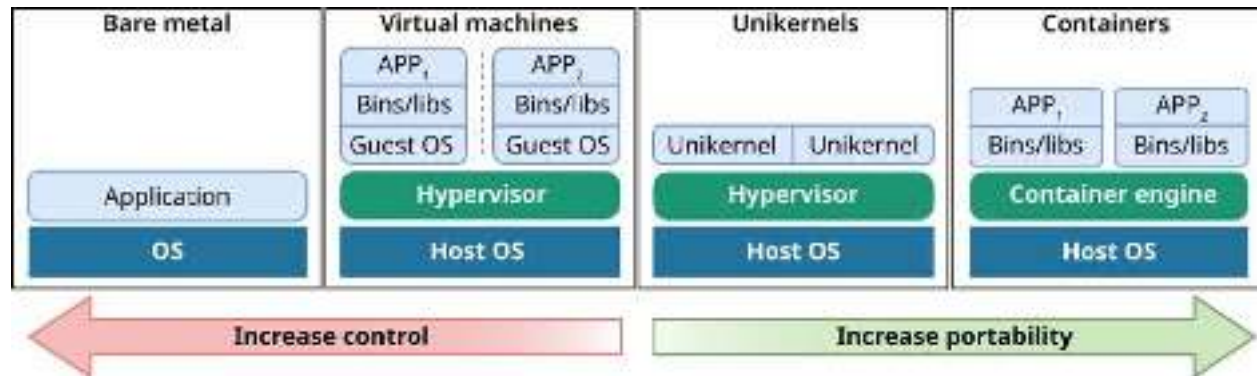 Bare metal
Application
OS
Virtual machines
APP₁ APP₂
Bins/libs Bins/libs
Guest OS Guest OS
Hypervisor
Host OS
Unikernels
Unikernel Unikernel
Hypervisor
Host OS
Containers
APP₁ APP₂
Bins/libs Bins/libs
Container engine
Host OS
Increase control
Increase portability